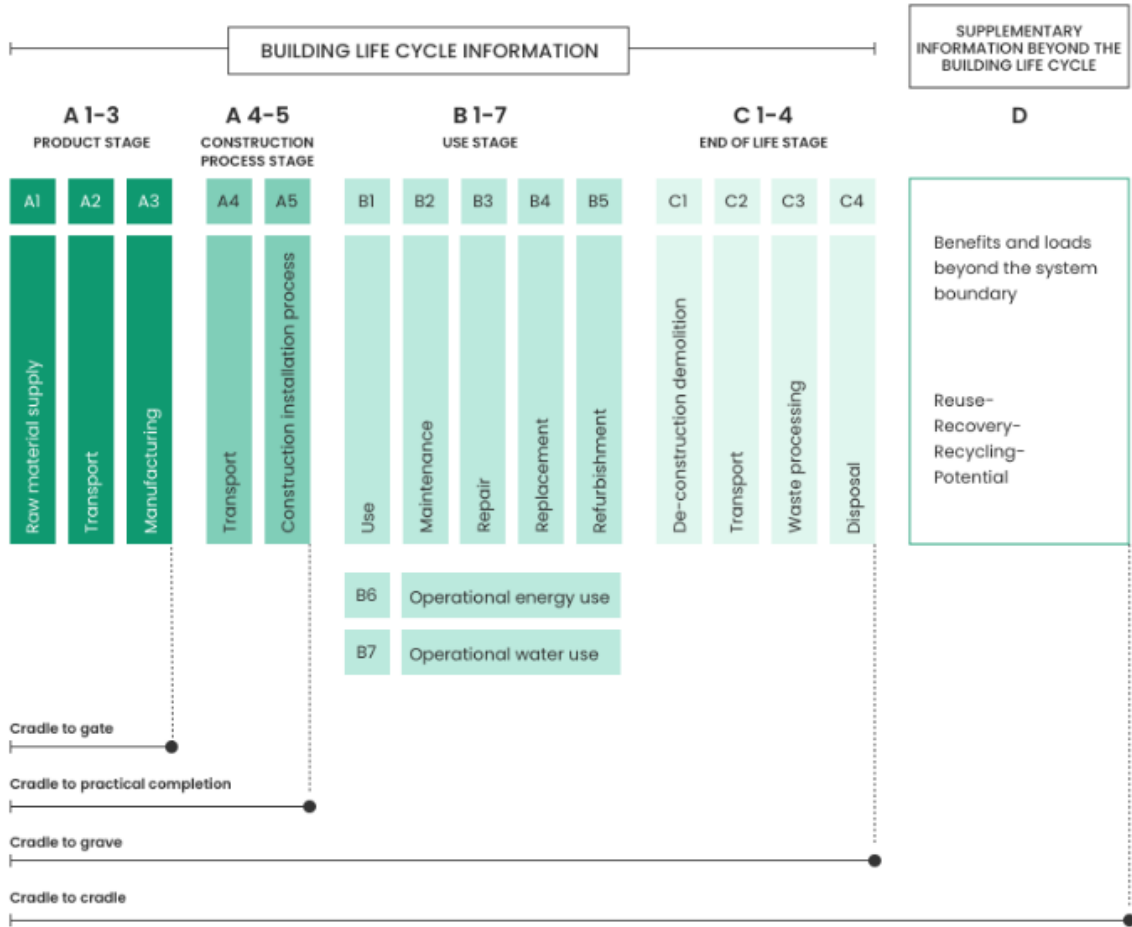 BUILDING LIFE CYCLE INFORMATION
SUPPLEMENTARY
INFORMATION BEYOND THE
BUILDING LIFE CYCLE
A 1-3
PRODUCT STAGE
A 4-5
CONSTRUCTION
PROCESS STAGE
B 1-7
USE STAGE
C 1-4
END OF LIFE STAGE
D
A1
A2
A3
A4
A5
B1
B2
B3
B4
B5
C1
C2
C3
C4
Raw material supply
Transport
Manufacturing
Transport
Construction installation process
Use
Maintenance
Repair
Replacement
Refurbishment
De-construction demolition
Transport
Waste processing
Disposal
Benefits and loads
beyond the system
boundary
Reuse-
Recovery-
Recycling-
Potential
B6
Operational energy use
B7
Operational water use
Cradle to gate
Cradle to practical completion
Cradle to grave
Cradle to cradle